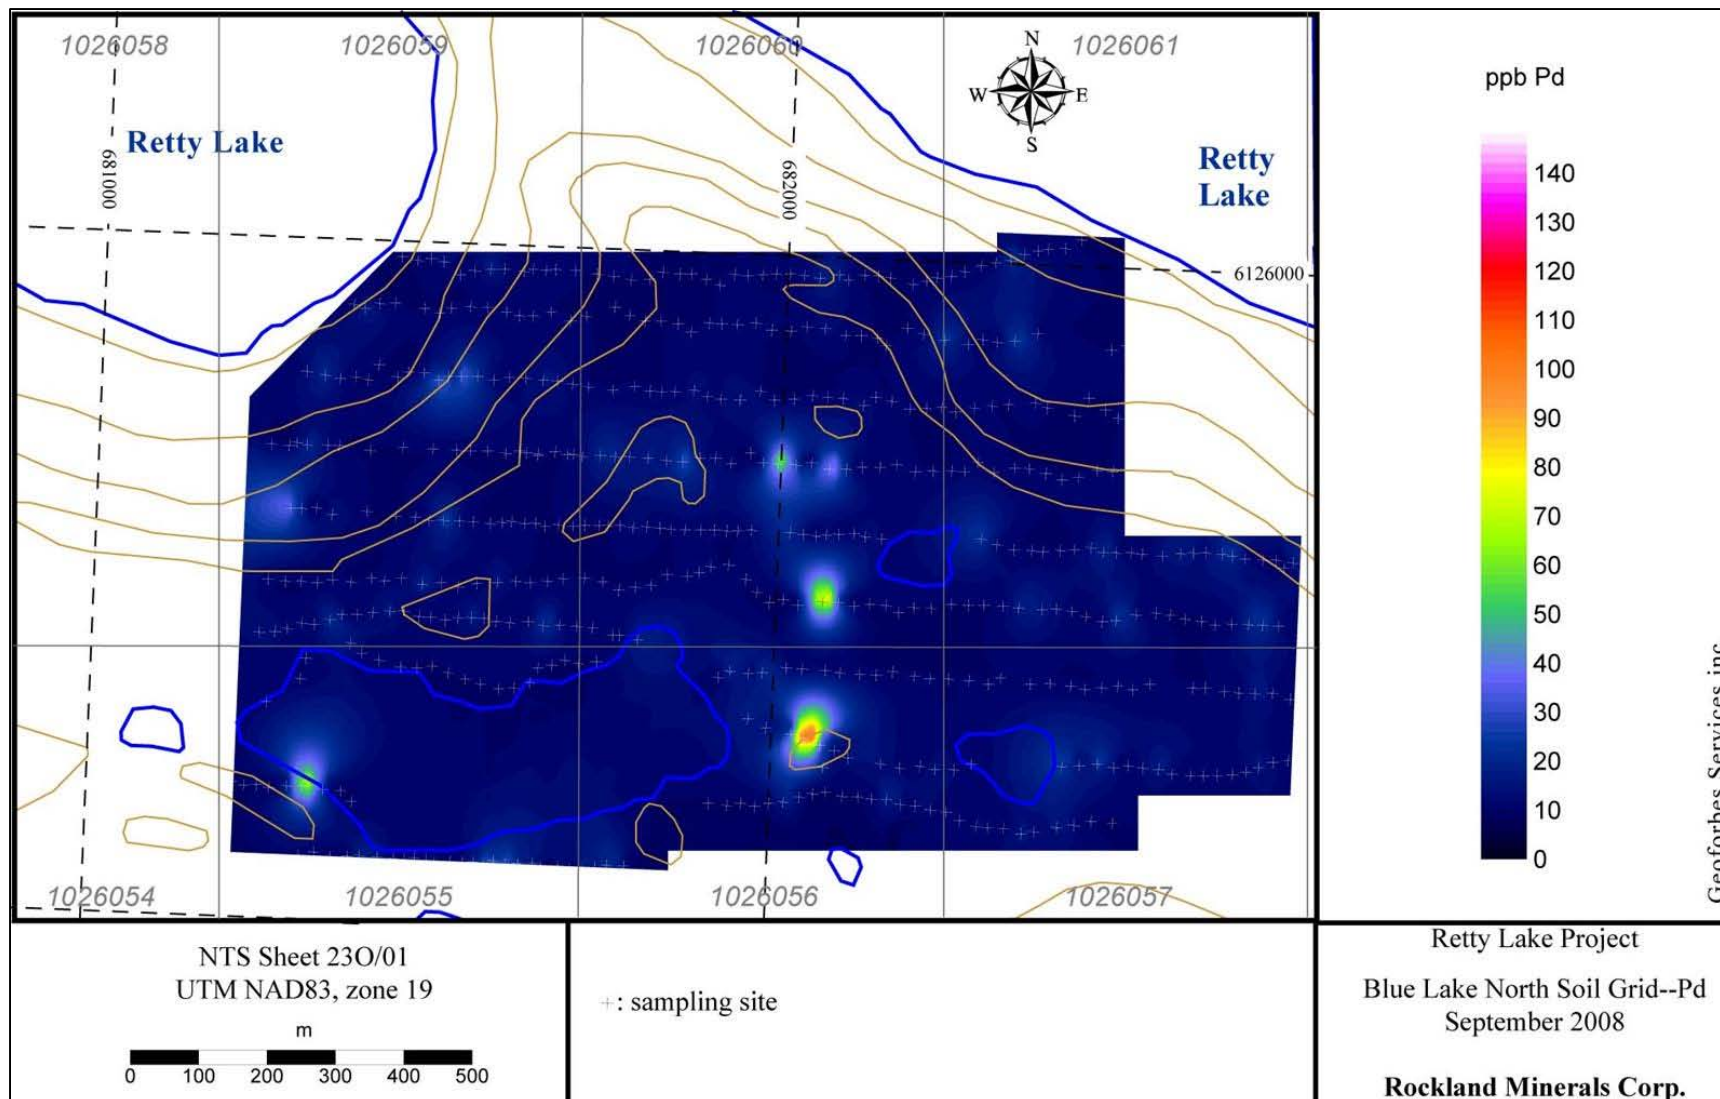 1026058
1026059
1026060
1026061
N
W
E
S
Retty Lake
681000
682000
Retty
Lake
6126000
1026054
1026055
1026056
1026057
ppb Pd
140
130
120
110
100
90
80
70
60
50
40
30
20
10
0
Geoforbes Services inc
NTS Sheet 23O/01
UTM NAD83, zone 19
m
0 100 200 300 400 500
+: sampling site
Retty Lake Project
Blue Lake North Soil Grid--Pd
September 2008
Rockland Minerals Corp.